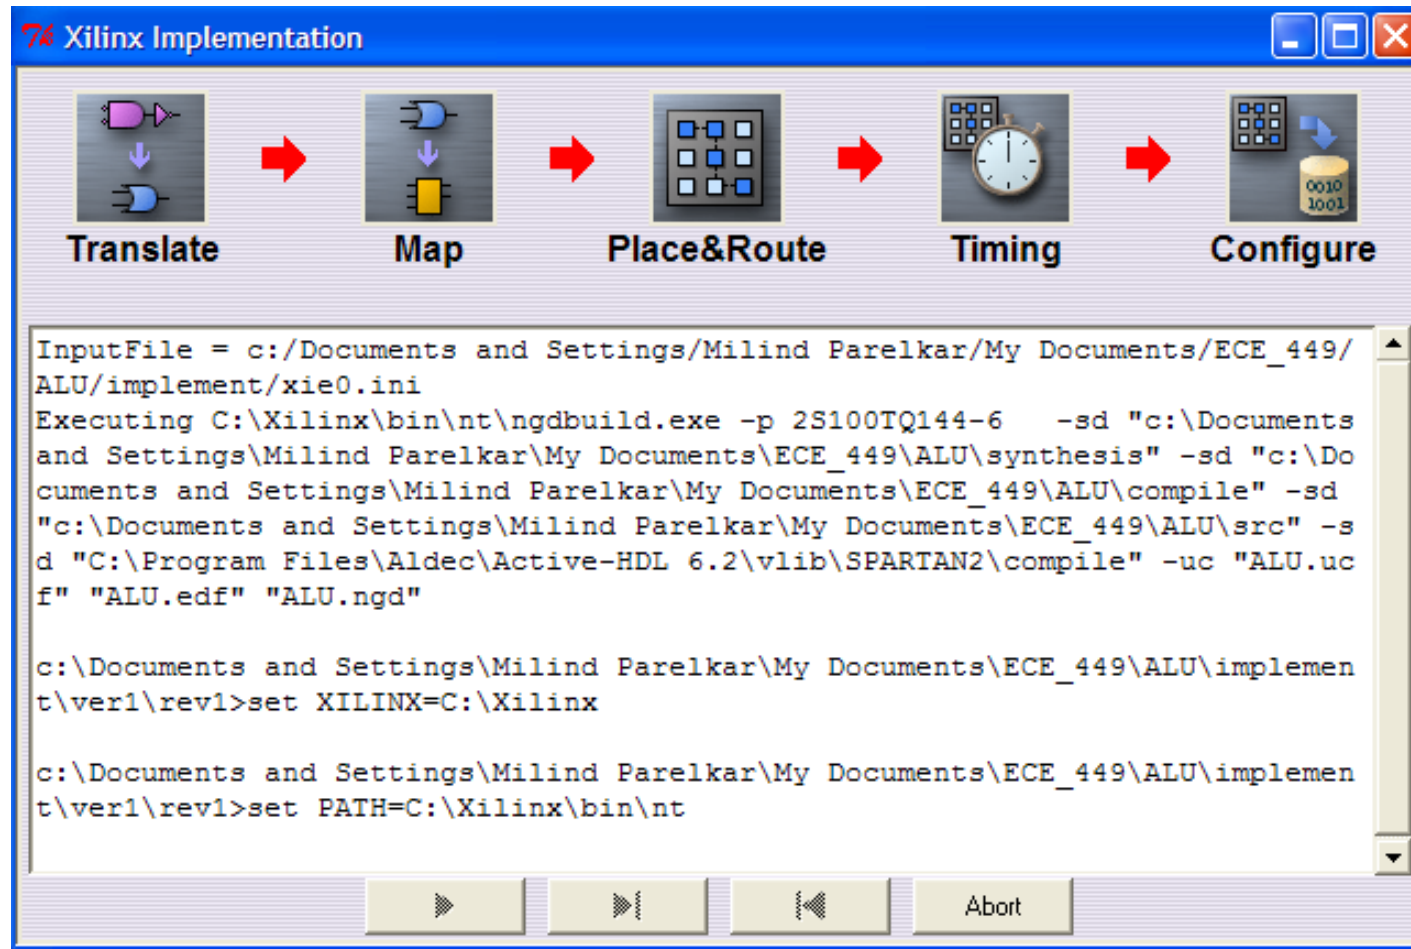 Xilinx Implementation
0010
1001
Translate
Map
Place&Route
Timing
Configure
InputFile = c:/Documents and Settings/Milind Parelkar/My Documents/ECE_449/
ALU/implement/xie0.ini
Executing C:\Xilinx\bin\nt\ngdbuild.exe -p 2S100TQ144-6   -sd "c:\Documents
and Settings\Milind Parelkar\My Documents\ECE_449\ALU\synthesis" -sd "c:\Do
cuments and Settings\Milind Parelkar\My Documents\ECE_449\ALU\compile" -sd
"c:\Documents and Settings\Milind Parelkar\My Documents\ECE_449\ALU\src" -s
d "C:\Program Files\Aldec\Active-HDL 6.2\vlib\SPARTAN2\compile" -uc "ALU.uc
f" "ALU.edf" "ALU.ngd"
c:\Documents and Settings\Milind Parelkar\My Documents\ECE_449\ALU\implemen
t\ver1\rev1>set XILINX=C:\Xilinx
c:\Documents and Settings\Milind Parelkar\My Documents\ECE_449\ALU\implemen
t\ver1\rev1>set PATH=C:\Xilinx\bin\nt
Abort